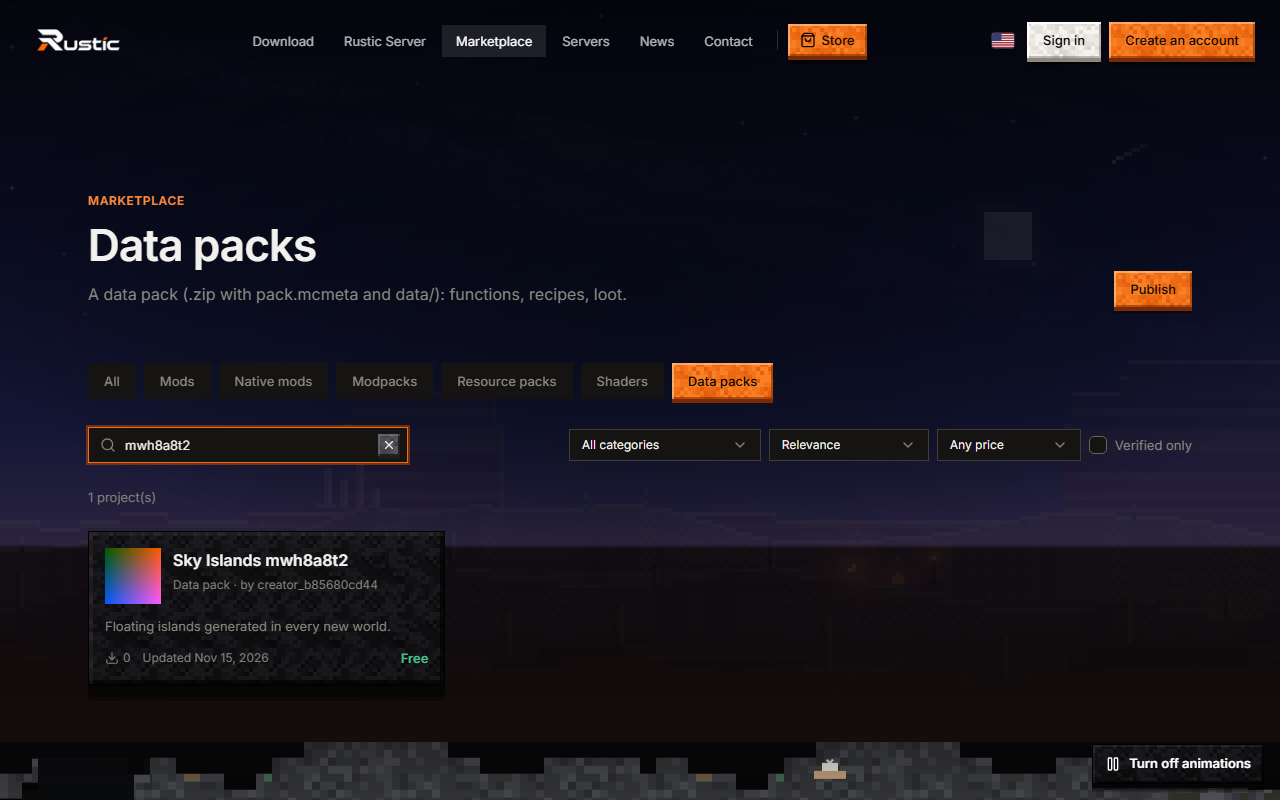 Rustic
Download
Rustic Server
Marketplace
Servers
News
Contact
Store
Sign in
Create an account
MARKETPLACE
Data packs
A data pack (.zip with pack.mcmeta and data/): functions, recipes, loot.
Publish
All
Mods
Native mods
Modpacks
Resource packs
Shaders
Data packs
mwh8a8t2
All categories
Relevance
Any price
Verified only
1 project(s)
Sky Islands mwh8a8t2
Data pack · by creator_b85680cd44
Floating islands generated in every new world.
0 Updated Nov 15, 2026
Free
Turn off animations